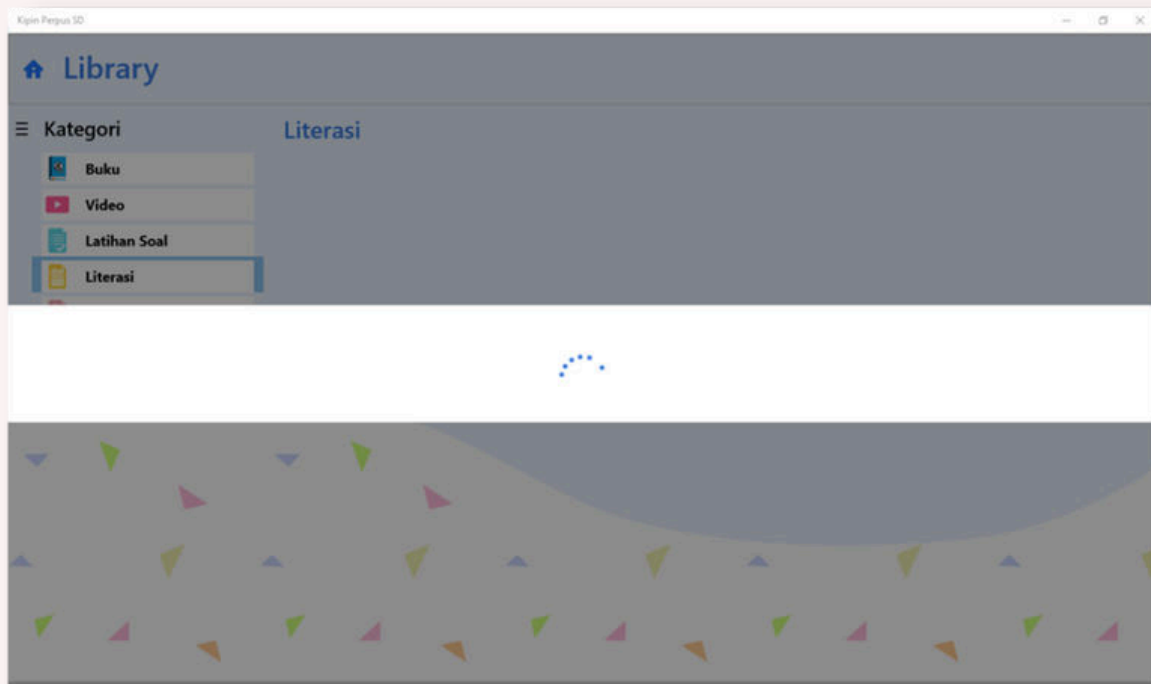 Kipin Perpus SD
Library
Kategori
Literasi
Buku
Video
Latihan Soal
Literasi